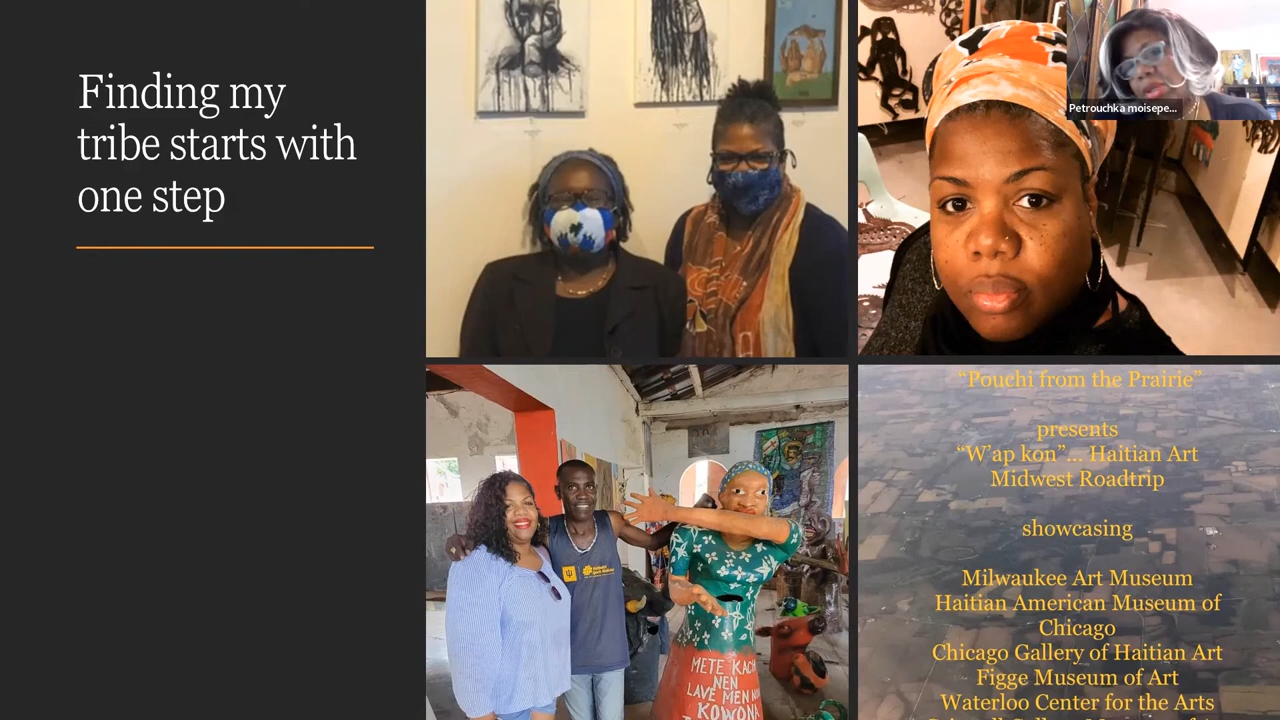 Finding my
tribe starts with
one step
Petrouchka moisepe...
METE KACH
NEN
LAVE MEN NOU
KOWONA
“Pouchi from the Prairie”
presents
“W’ap kon”... Haitian Art
Midwest Roadtrip
showcasing
Milwaukee Art Museum
Haitian American Museum of
Chicago
Chicago Gallery of Haitian Art
Figge Museum of Art
Waterloo Center for the Arts